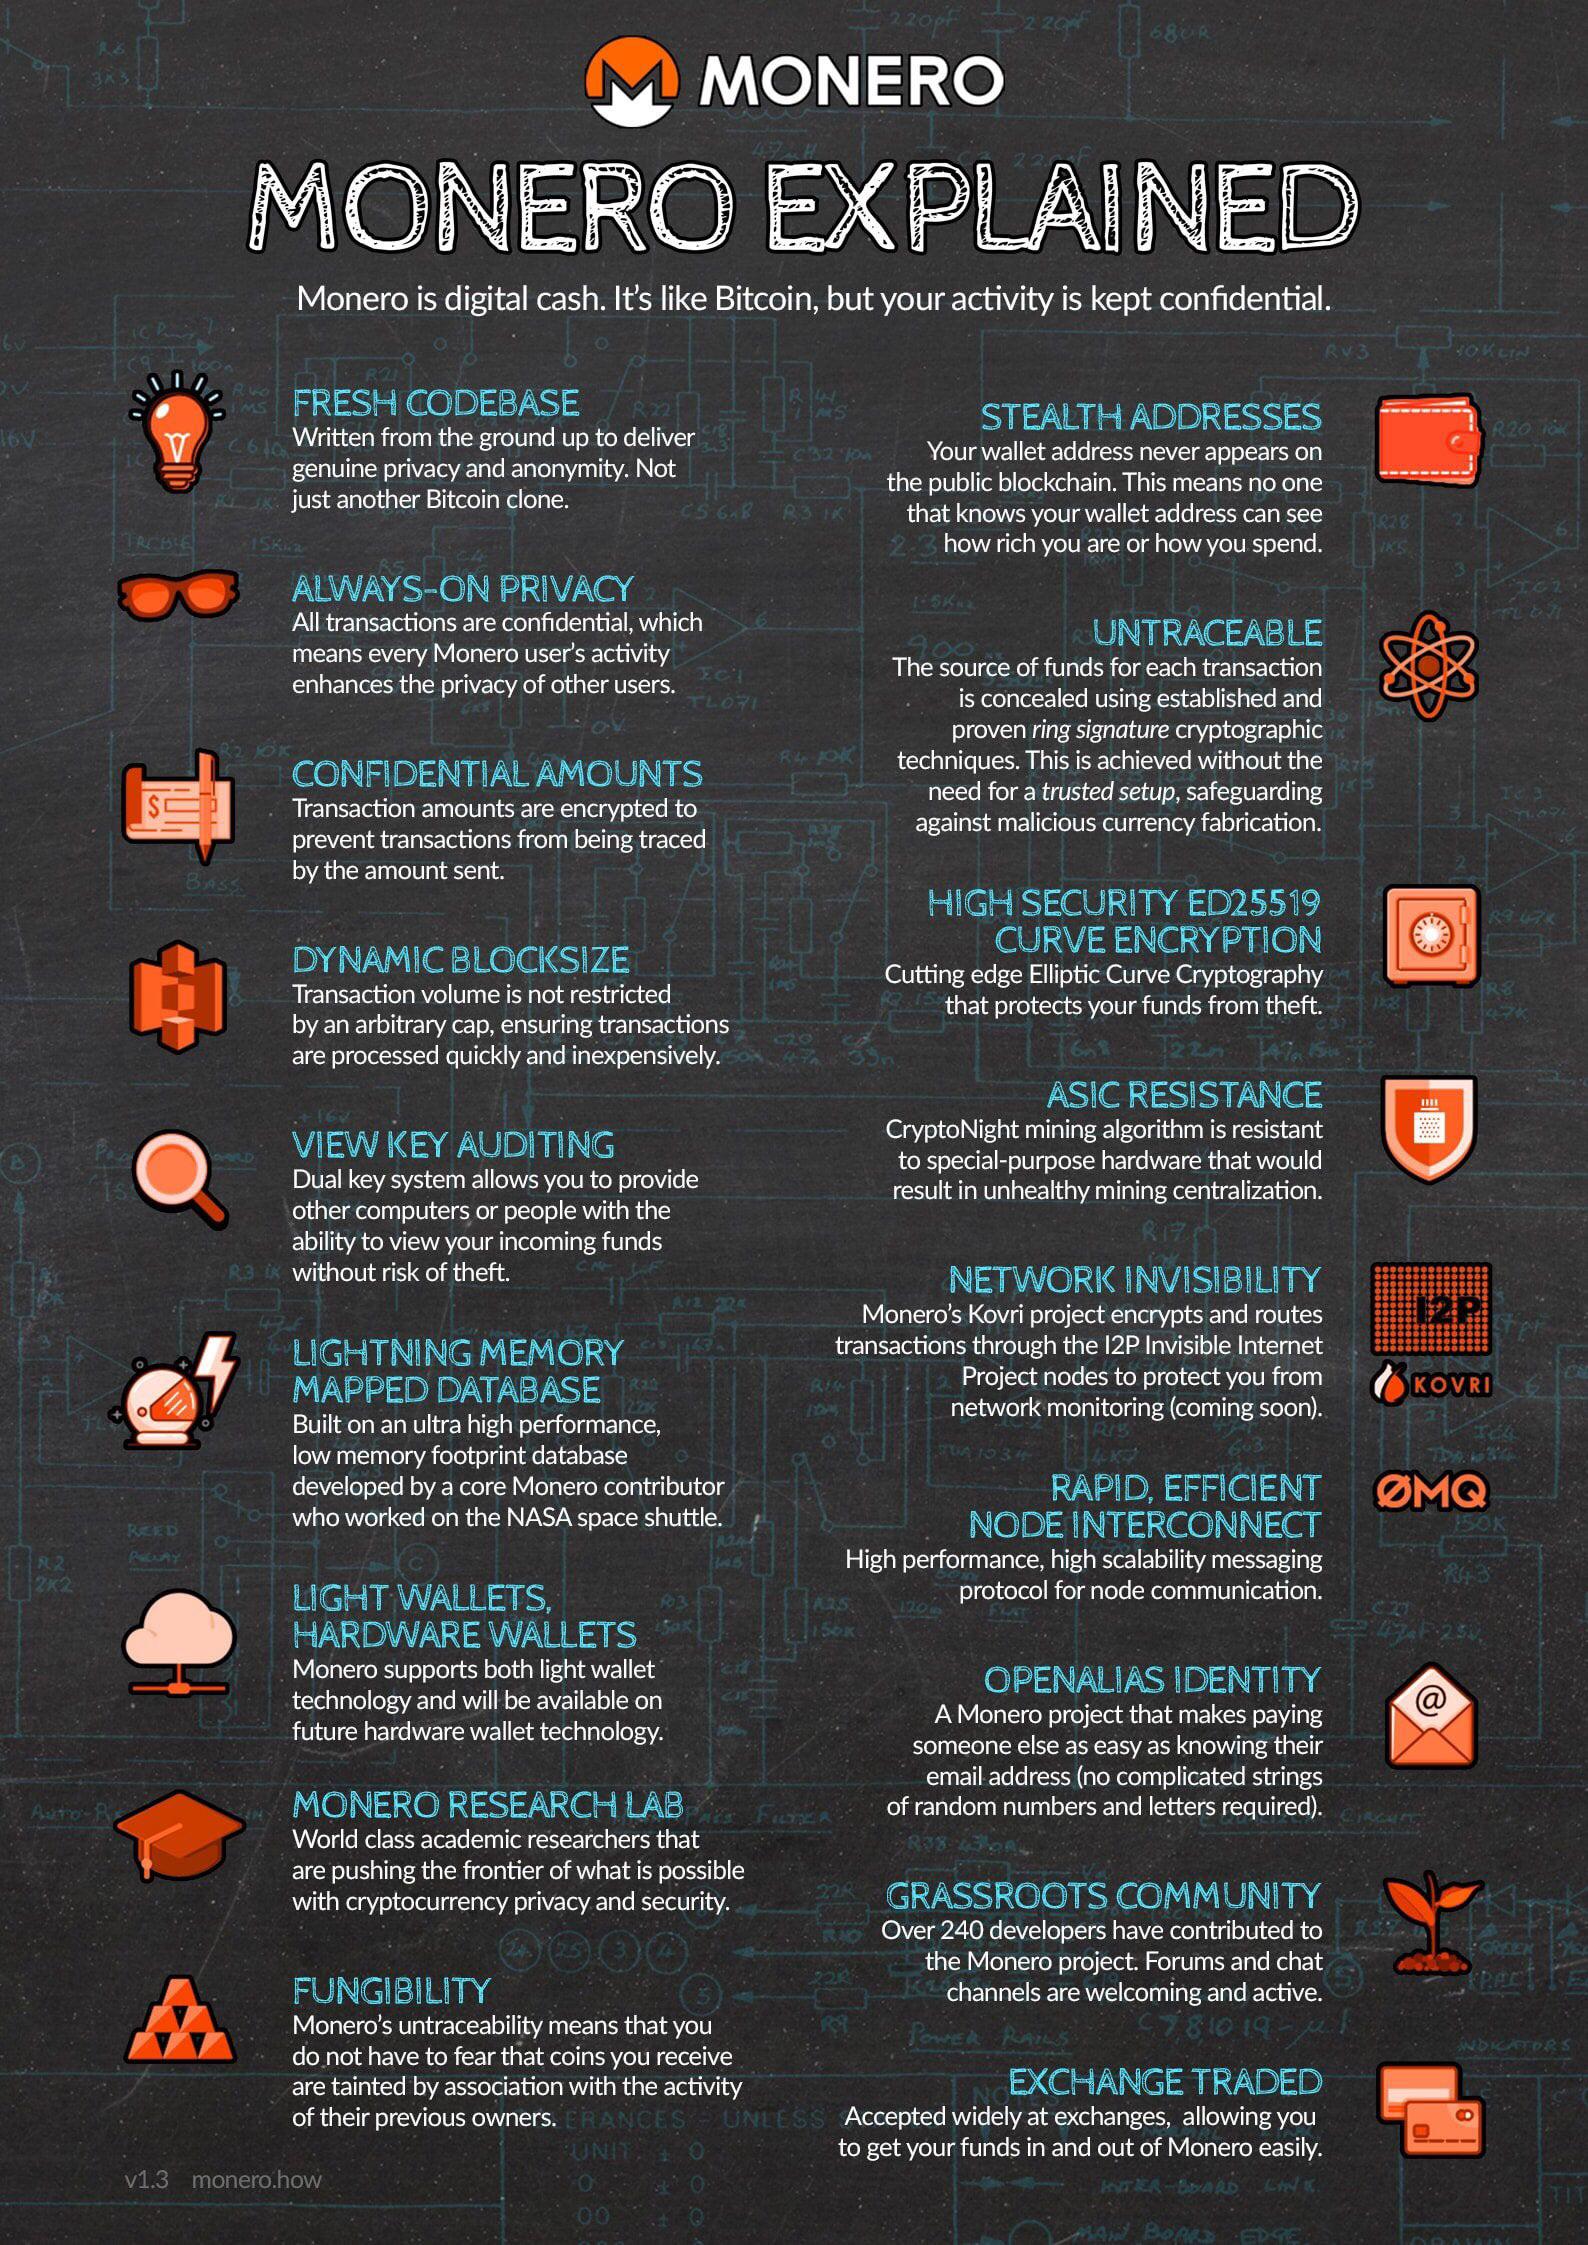 MONERO
MONERO EXPLAINED
Monero is digital cash. It's like Bitcoin, but your activity is kept confidential.
FRESH CODEBASE
Written from the ground up to deliver
genuine privacy and anonymity. Not
just another Bitcoin clone.
ALWAYS-ON PRIVACY
All transactions are confidential, which
means every Monero user's activity
enhances the privacy of other users.
CONFIDENTIAL AMOUNTS
Transaction amounts are encrypted to
prevent transactions from being traced
by the amount sent.
DYNAMIC BLOCKSIZE
Transaction volume is not restricted
by an arbitrary cap, ensuring transactions
are processed quickly and inexpensively.
VIEW KEY AUDITING
Dual key system allows you to provide
other computers or people with the
ability to view your incoming funds
without risk of theft.
LIGHTNING MEMORY
MAPPED DATABASE
Built on an ultra high performance,
low memory footprint database
developed by a core Monero contributor
who worked on the NASA space shuttle.
LIGHT WALLETS,
HARDWARE WALLETS
Monero supports both light wallet
technology and will be available on
future hardware wallet technology.
MONERO RESEARCH LAB
World class academic researchers that
are pushing the frontier of what is possible
with cryptocurrency privacy and security.
FUNGIBILITY
Monero's untraceability means that you
do not have to fear that coins you receive
are tainted by association with the activity
of their previous owners.
v1.3 monero.how
STEALTH ADDRESSES
Your wallet address never appears on
the public blockchain. This means no one
that knows your wallet address can see
how rich you are or how you spend.
UNTRACEABLE
The source of funds for each transaction
is concealed using established and
proven ring signature cryptographic
techniques. This is achieved without the
need for a trusted setup, safeguarding
against malicious currency fabrication.
HIGH SECURITY ED25519
CURVE ENCRYPTION
Cutting edge Elliptic Curve Cryptography
that protects your funds from theft.
ASIC RESISTANCE
CryptoNight mining algorithm is resistant
to special-purpose hardware that would
result in unhealthy mining centralization.
NETWORK INVISIBILITY
Monero's Kovri project encrypts and routes
transactions through the I2P Invisible Internet
Project nodes to protect you from
network monitoring (coming soon).
I2P
KOVRI
RAPID, EFFICIENT
NODE INTERCONNECT
High performance, high scalability messaging
protocol for node communication.
ØMQ
OPENALIAS IDENTITY
A Monero project that makes paying
someone else as easy as knowing their
email address (no complicated strings
of random numbers and letters required).
@
GRASSROOTS COMMUNITY
Over 240 developers have contributed to
the Monero project. Forums and chat
channels are welcoming and active.
EXCHANGE TRADED
Accepted widely at exchanges, allowing you
to get your funds in and out of Monero easily.